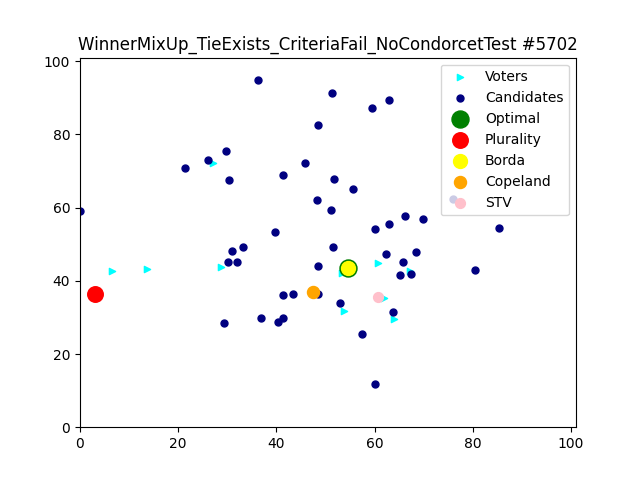 WinnerMixUp_TieExists_CriteriaFail_NoCondorcetTest #5702
100
80
60
40
20
0
0
20
40
60
80
100
Voters
Candidates
Optimal
Plurality
Borda
Copeland
STV